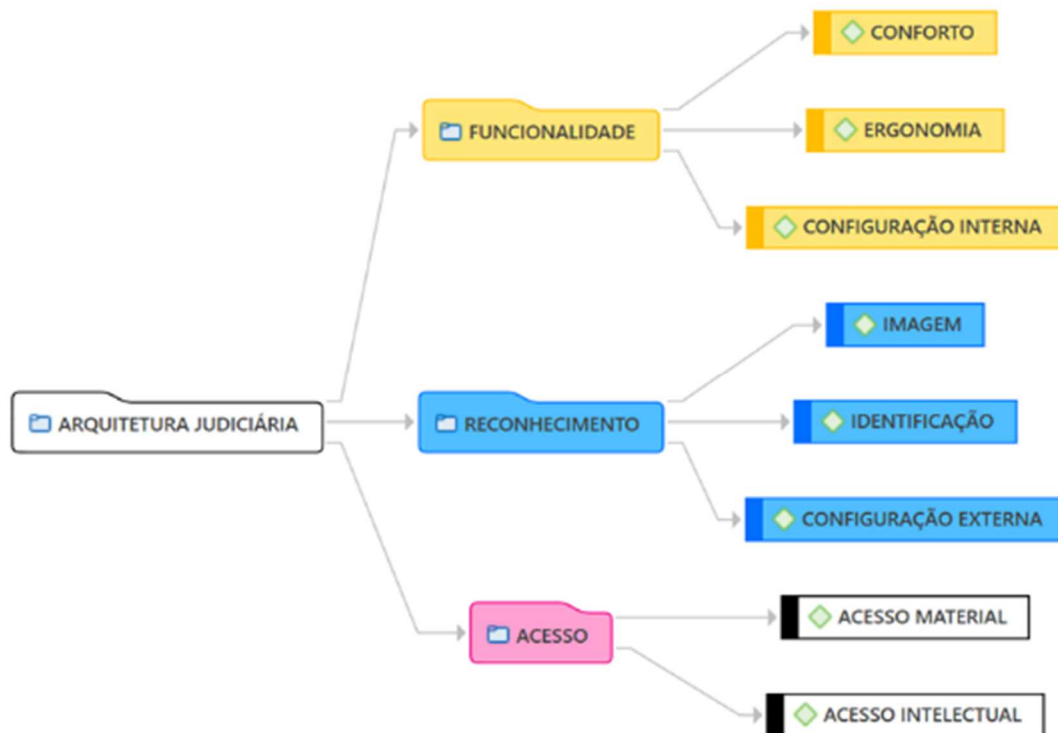 ARQUITETURA JUDICIÁRIA
FUNCIONALIDADE
CONFORTO
ERGONOMIA
CONFIGURAÇÃO INTERNA
RECONHECIMENTO
IMAGEM
IDENTIFICAÇÃO
CONFIGURAÇÃO EXTERNA
ACESSO
ACESSO MATERIAL
ACESSO INTELECTUAL